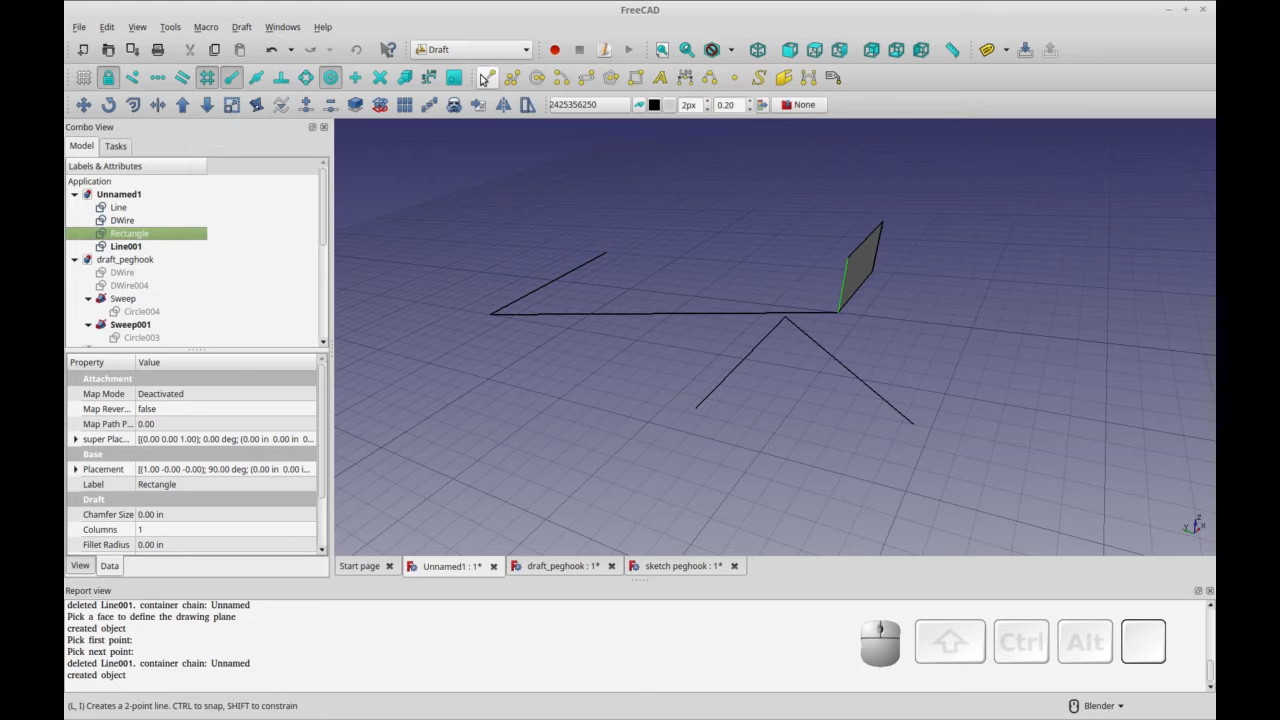 FreeCAD
File Edit View Tools Macro Draft Windows Help
Draft
2425356250 2px 0.20 None
Combo View
Model Tasks
Labels & Attributes
Application
Unnamed1
Line
DWire
Rectangle
Line001
draft_peghook
DWire
DWire004
Sweep
Circle004
Sweep001
Circle003
Property Value
Attachment
Map Mode Deactivated
Map Rever... false
Map Path P... 0.00
super Plac... [(0.00 0.00 1.00); 0.00 deg; (0.00 in 0.00 in 0...
Base
Placement [(1.00 -0.00 -0.00); 90.00 deg; (0.00 in 0.00 i...
Label Rectangle
Draft
Chamfer Size 0.00 in
Columns 1
Fillet Radius 0.00 in
View Data
Start page Unnamed1 : 1* draft_peghook : 1* sketch peghook : 1*
Z
Y X
Report view
deleted Line001. container chain: Unnamed
Pick a face to define the drawing plane
created object
Pick first point:
Pick next point:
deleted Line001. container chain: Unnamed
created object
Ctrl Alt
(L, I) Creates a 2-point line. CTRL to snap, SHIFT to constrain
Blender